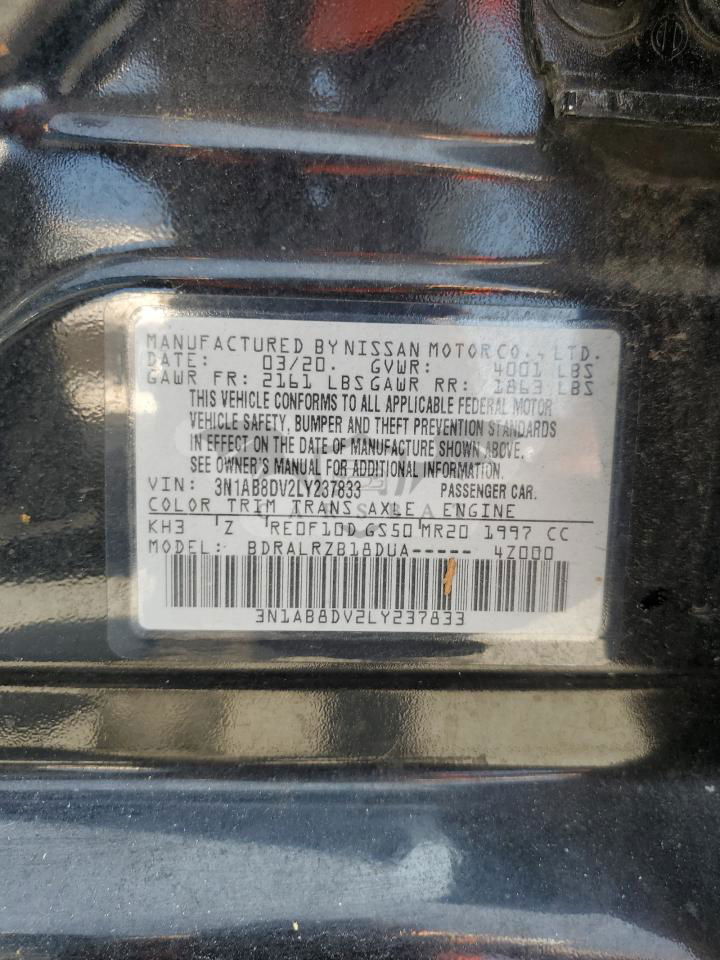 MANUFACTURED BY NISSAN MOTOR CO., LTD.
DATE: 03/20. GVWR: 4001 LBS
GAWR FR: 2161 LBS GAWR RR: 1863 LBS
THIS VEHICLE CONFORMS TO ALL APPLICABLE FEDERAL MOTOR
VEHICLE SAFETY, BUMPER AND THEFT PREVENTION STANDARDS
IN EFFECT ON THE DATE OF MANUFACTURE SHOWN ABOVE.
SEE OWNER'S MANUAL FOR ADDITIONAL INFORMATION.
VIN: 3N1AB8DV2LY237833 PASSENGER CAR.
COLOR TRIM TRANS AXLE ENGINE
KH3 Z RE0F10D GS50 MR20 1997 CC
MODEL: BDRALRZB18DUA----- 4Z000
3N1AB8DV2LY237833